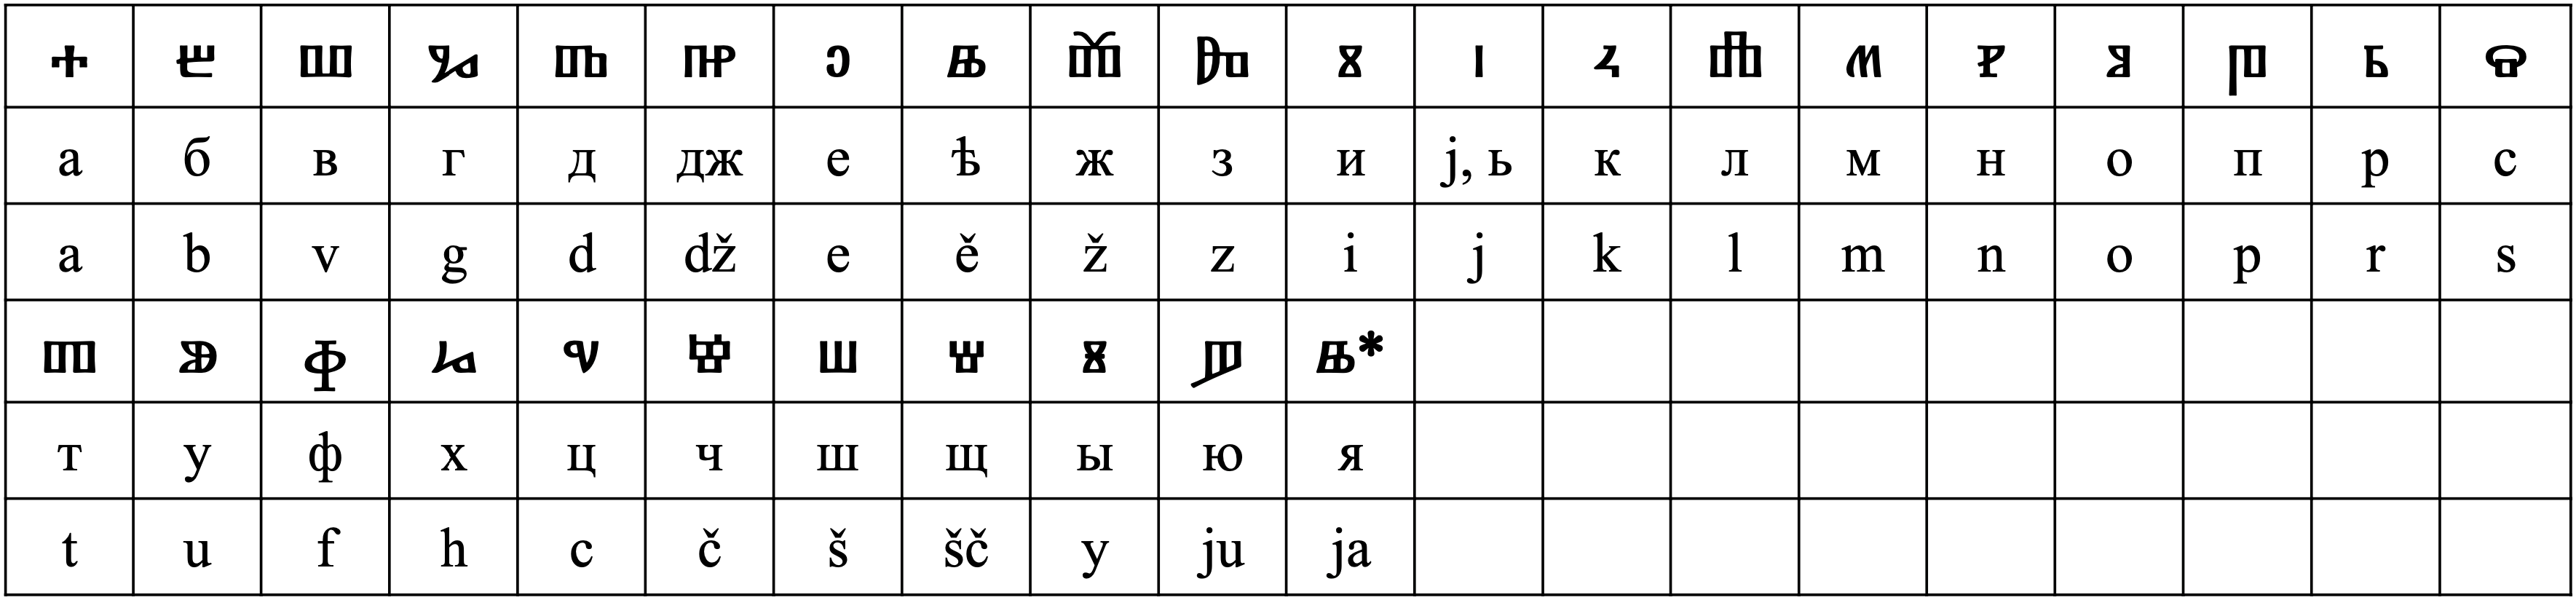 ⰰ ⰱ ⰲ ⰳ ⰴ ⰼ ⰵ ⱑ ⰶ ⰸ ⰻ ⰹ ⰽ ⰾ ⰿ ⱀ ⱁ ⱂ ⱃ ⱄ
а б в г д дж е ѣ ж з и ј, ь к л м н о п р с
a b v g d dž e ě ž z i j k l m n o p r s
ⱅ ⱆ ⱇ ⱈ ⱌ ⱍ ⱎ ⱋ ⰻ ⱓ ⱑ*
т у ф х ц ч ш щ ы ю я
t u f h c č š šč y ju ja